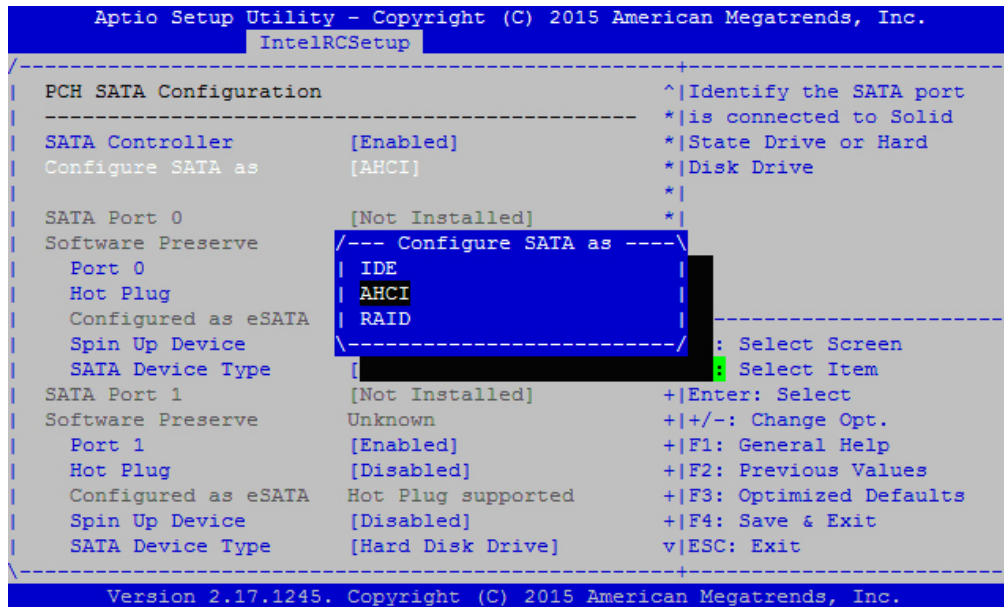 Aptio Setup Utility - Copyright (C) 2015 American Megatrends, Inc.
IntelRCSetup
/----------------------------------------------------+-------------------------
| PCH SATA Configuration ^|Identify the SATA port
| ----------------------------------------------- *|is connected to Solid
| SATA Controller [Enabled] *|State Drive or Hard
| Configure SATA as [AHCI] *|Disk Drive
| *|
| SATA Port 0 [Not Installed] *|
| Software Preserve /--- Configure SATA as ----\
| Port 0 | IDE |
| Hot Plug | AHCI |
| Configured as eSATA | RAID | -----------------------
| Spin Up Device \--------------------------/ : Select Screen
| SATA Device Type [ : Select Item
| SATA Port 1 [Not Installed] +|Enter: Select
| Software Preserve Unknown +|+/-: Change Opt.
| Port 1 [Enabled] +|F1: General Help
| Hot Plug [Disabled] +|F2: Previous Values
| Configured as eSATA Hot Plug supported +|F3: Optimized Defaults
| Spin Up Device [Disabled] +|F4: Save & Exit
| SATA Device Type [Hard Disk Drive] v|ESC: Exit
\----------------------------------------------------+-------------------------
Version 2.17.1245. Copyright (C) 2015 American Megatrends, Inc.